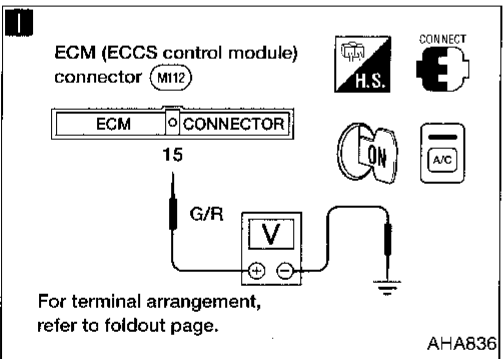 I
ECM (ECCS control module)
connector M112
CONNECT
H.S.
ECM CONNECTOR
15
ON
A/C
G/R
V
+ −
For terminal arrangement,
refer to foldout page.
AHA836